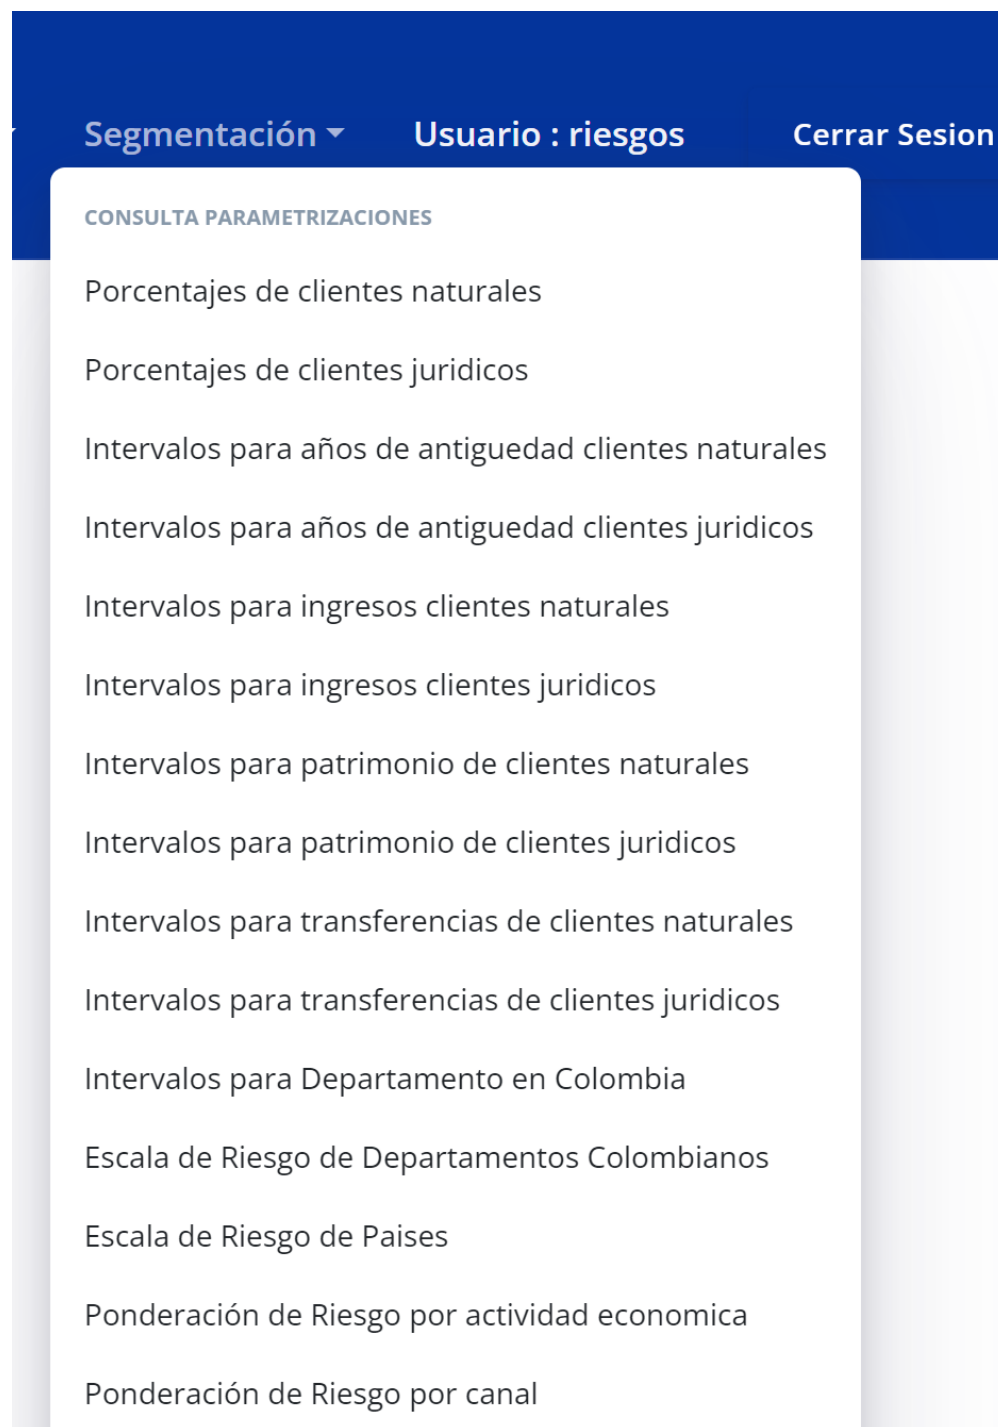 Segmentación
Usuario : riesgos
Cerrar Sesion
CONSULTA PARAMETRIZACIONES
Porcentajes de clientes naturales
Porcentajes de clientes juridicos
Intervalos para años de antiguedad clientes naturales
Intervalos para años de antiguedad clientes juridicos
Intervalos para ingresos clientes naturales
Intervalos para ingresos clientes juridicos
Intervalos para patrimonio de clientes naturales
Intervalos para patrimonio de clientes juridicos
Intervalos para transferencias de clientes naturales
Intervalos para transferencias de clientes juridicos
Intervalos para Departamento en Colombia
Escala de Riesgo de Departamentos Colombianos
Escala de Riesgo de Paises
Ponderación de Riesgo por actividad economica
Ponderación de Riesgo por canal